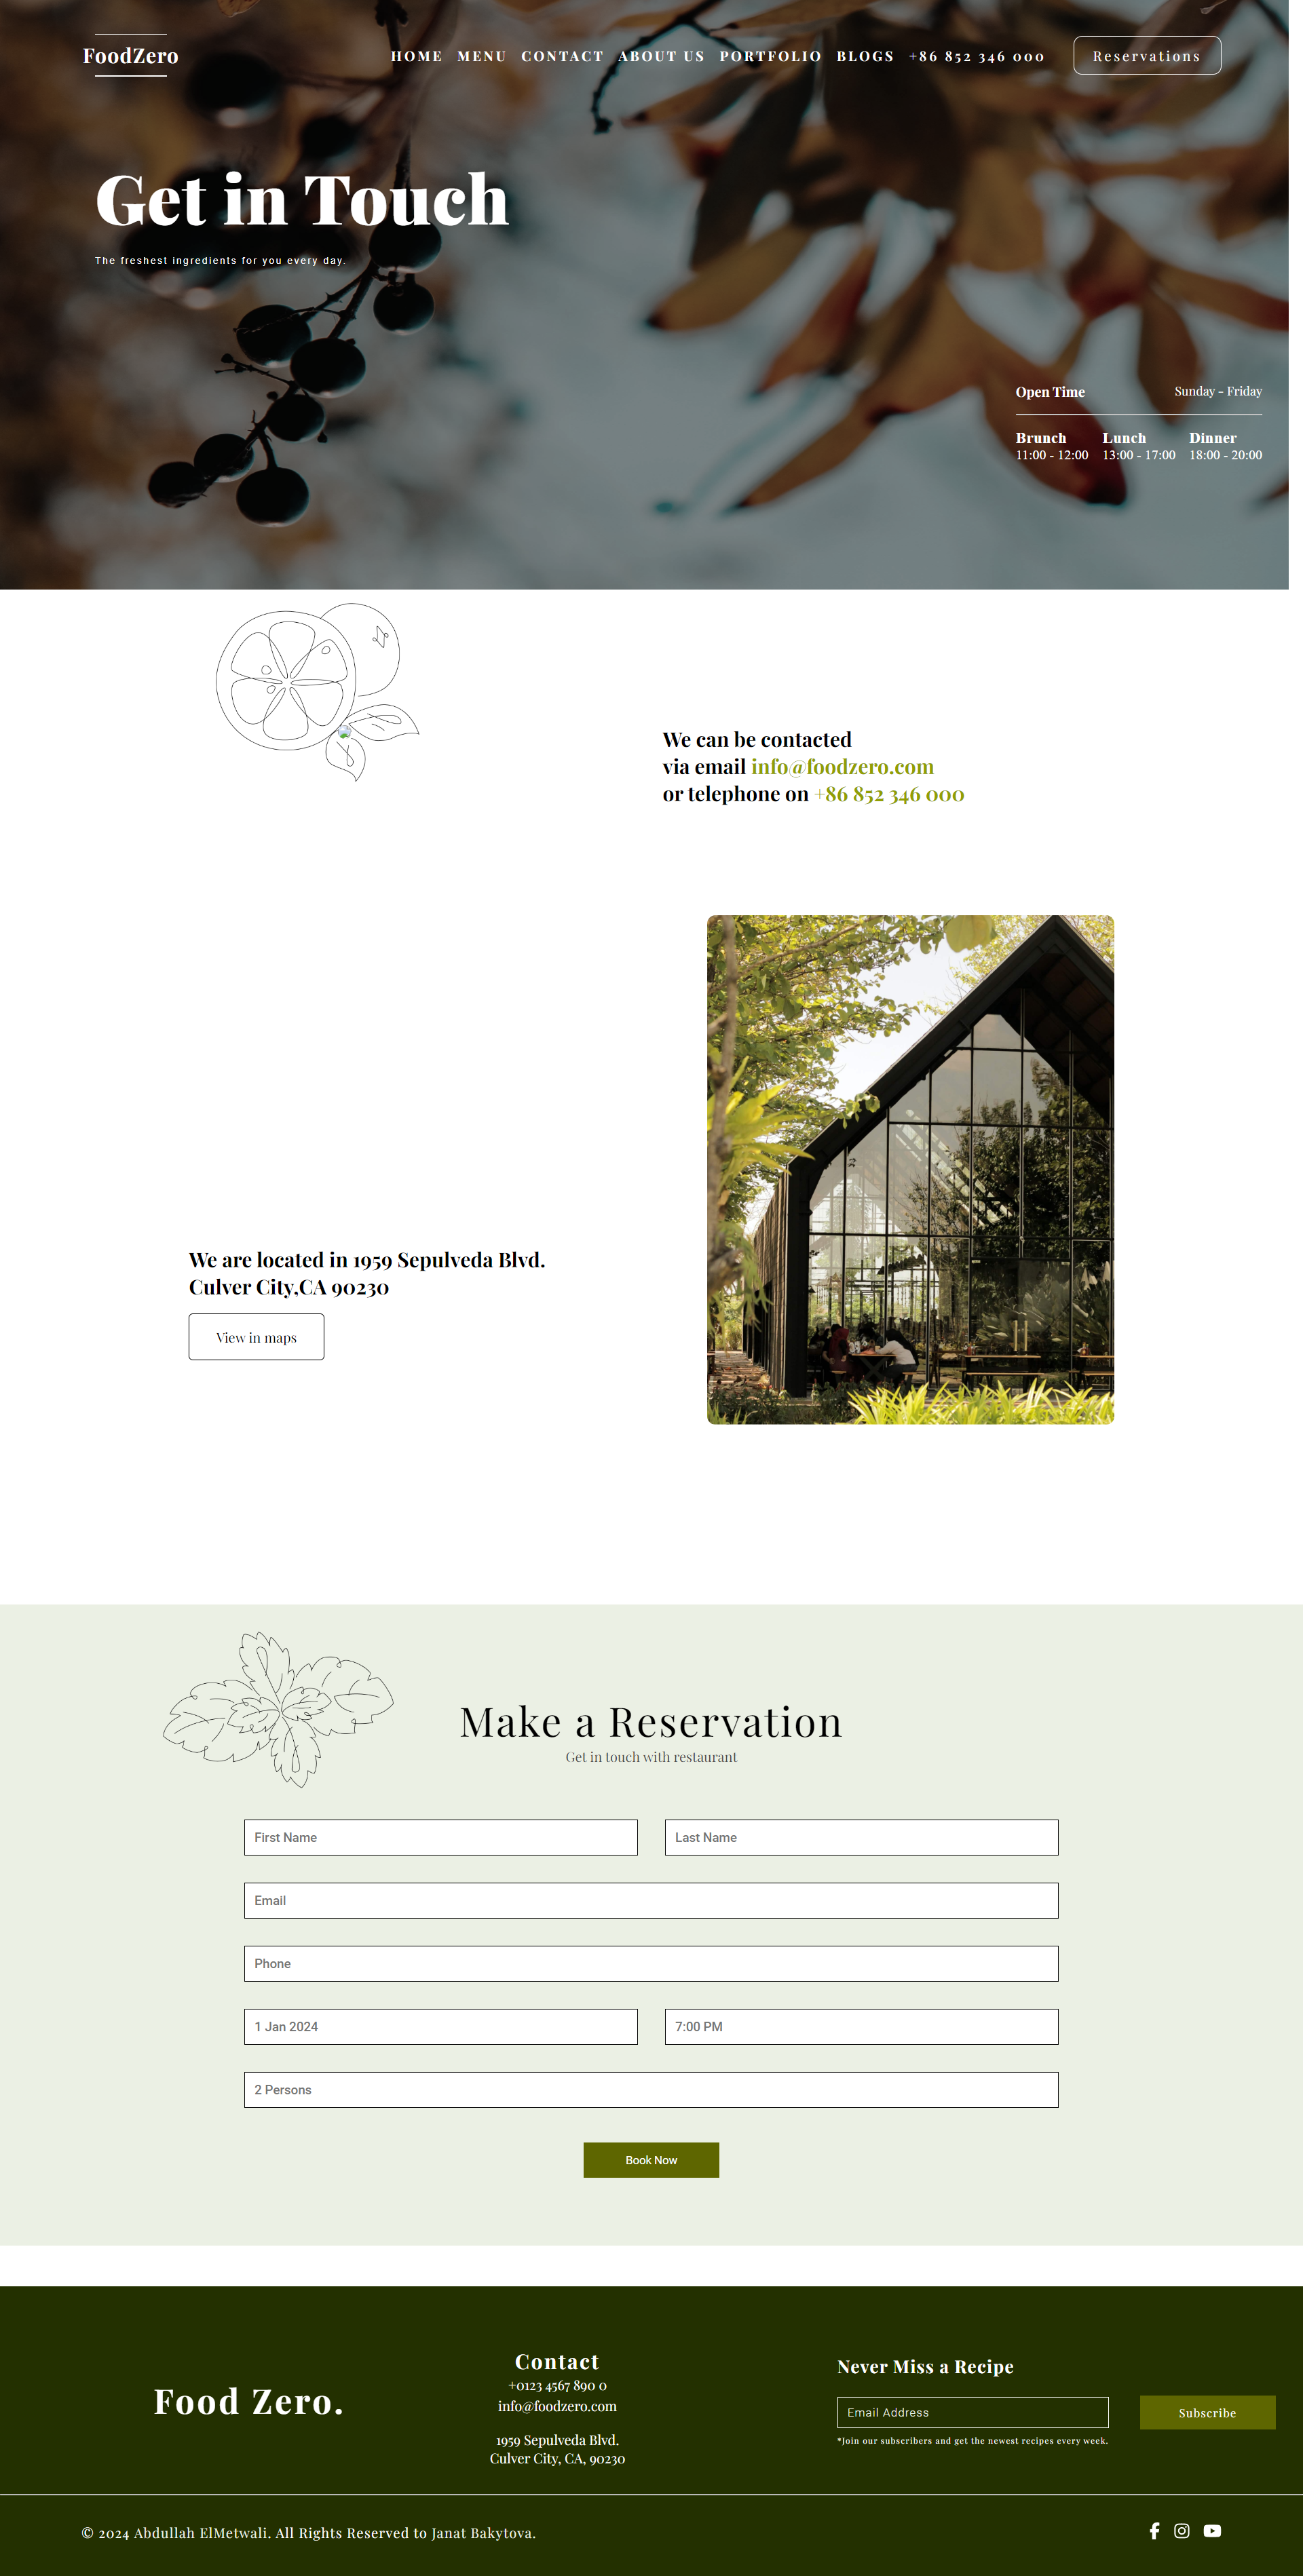 FoodZero
HOME MENU CONTACT ABOUT US PORTFOLIO BLOGS +86 852 346 000 Reservations
Get in Touch
The freshest ingredients for you every day.
Open Time Sunday - Friday
Brunch Lunch Dinner
11:00 - 12:00 13:00 - 17:00 18:00 - 20:00
We can be contacted
via email info@foodzero.com
or telephone on +86 852 346 000
We are located in 1959 Sepulveda Blvd.
Culver City,CA 90230
View in maps
Make a Reservation
Get in touch with restaurant
First Name Last Name
Email
Phone
1 Jan 2024 7:00 PM
2 Persons
Book Now
Food Zero.
Contact
+0123 4567 890 0
info@foodzero.com
1959 Sepulveda Blvd.
Culver City, CA, 90230
Never Miss a Recipe
Email Address Subscribe
*Join our subscribers and get the newest recipes every week.
© 2024 Abdullah ElMetwali. All Rights Reserved to Janat Bakytova.